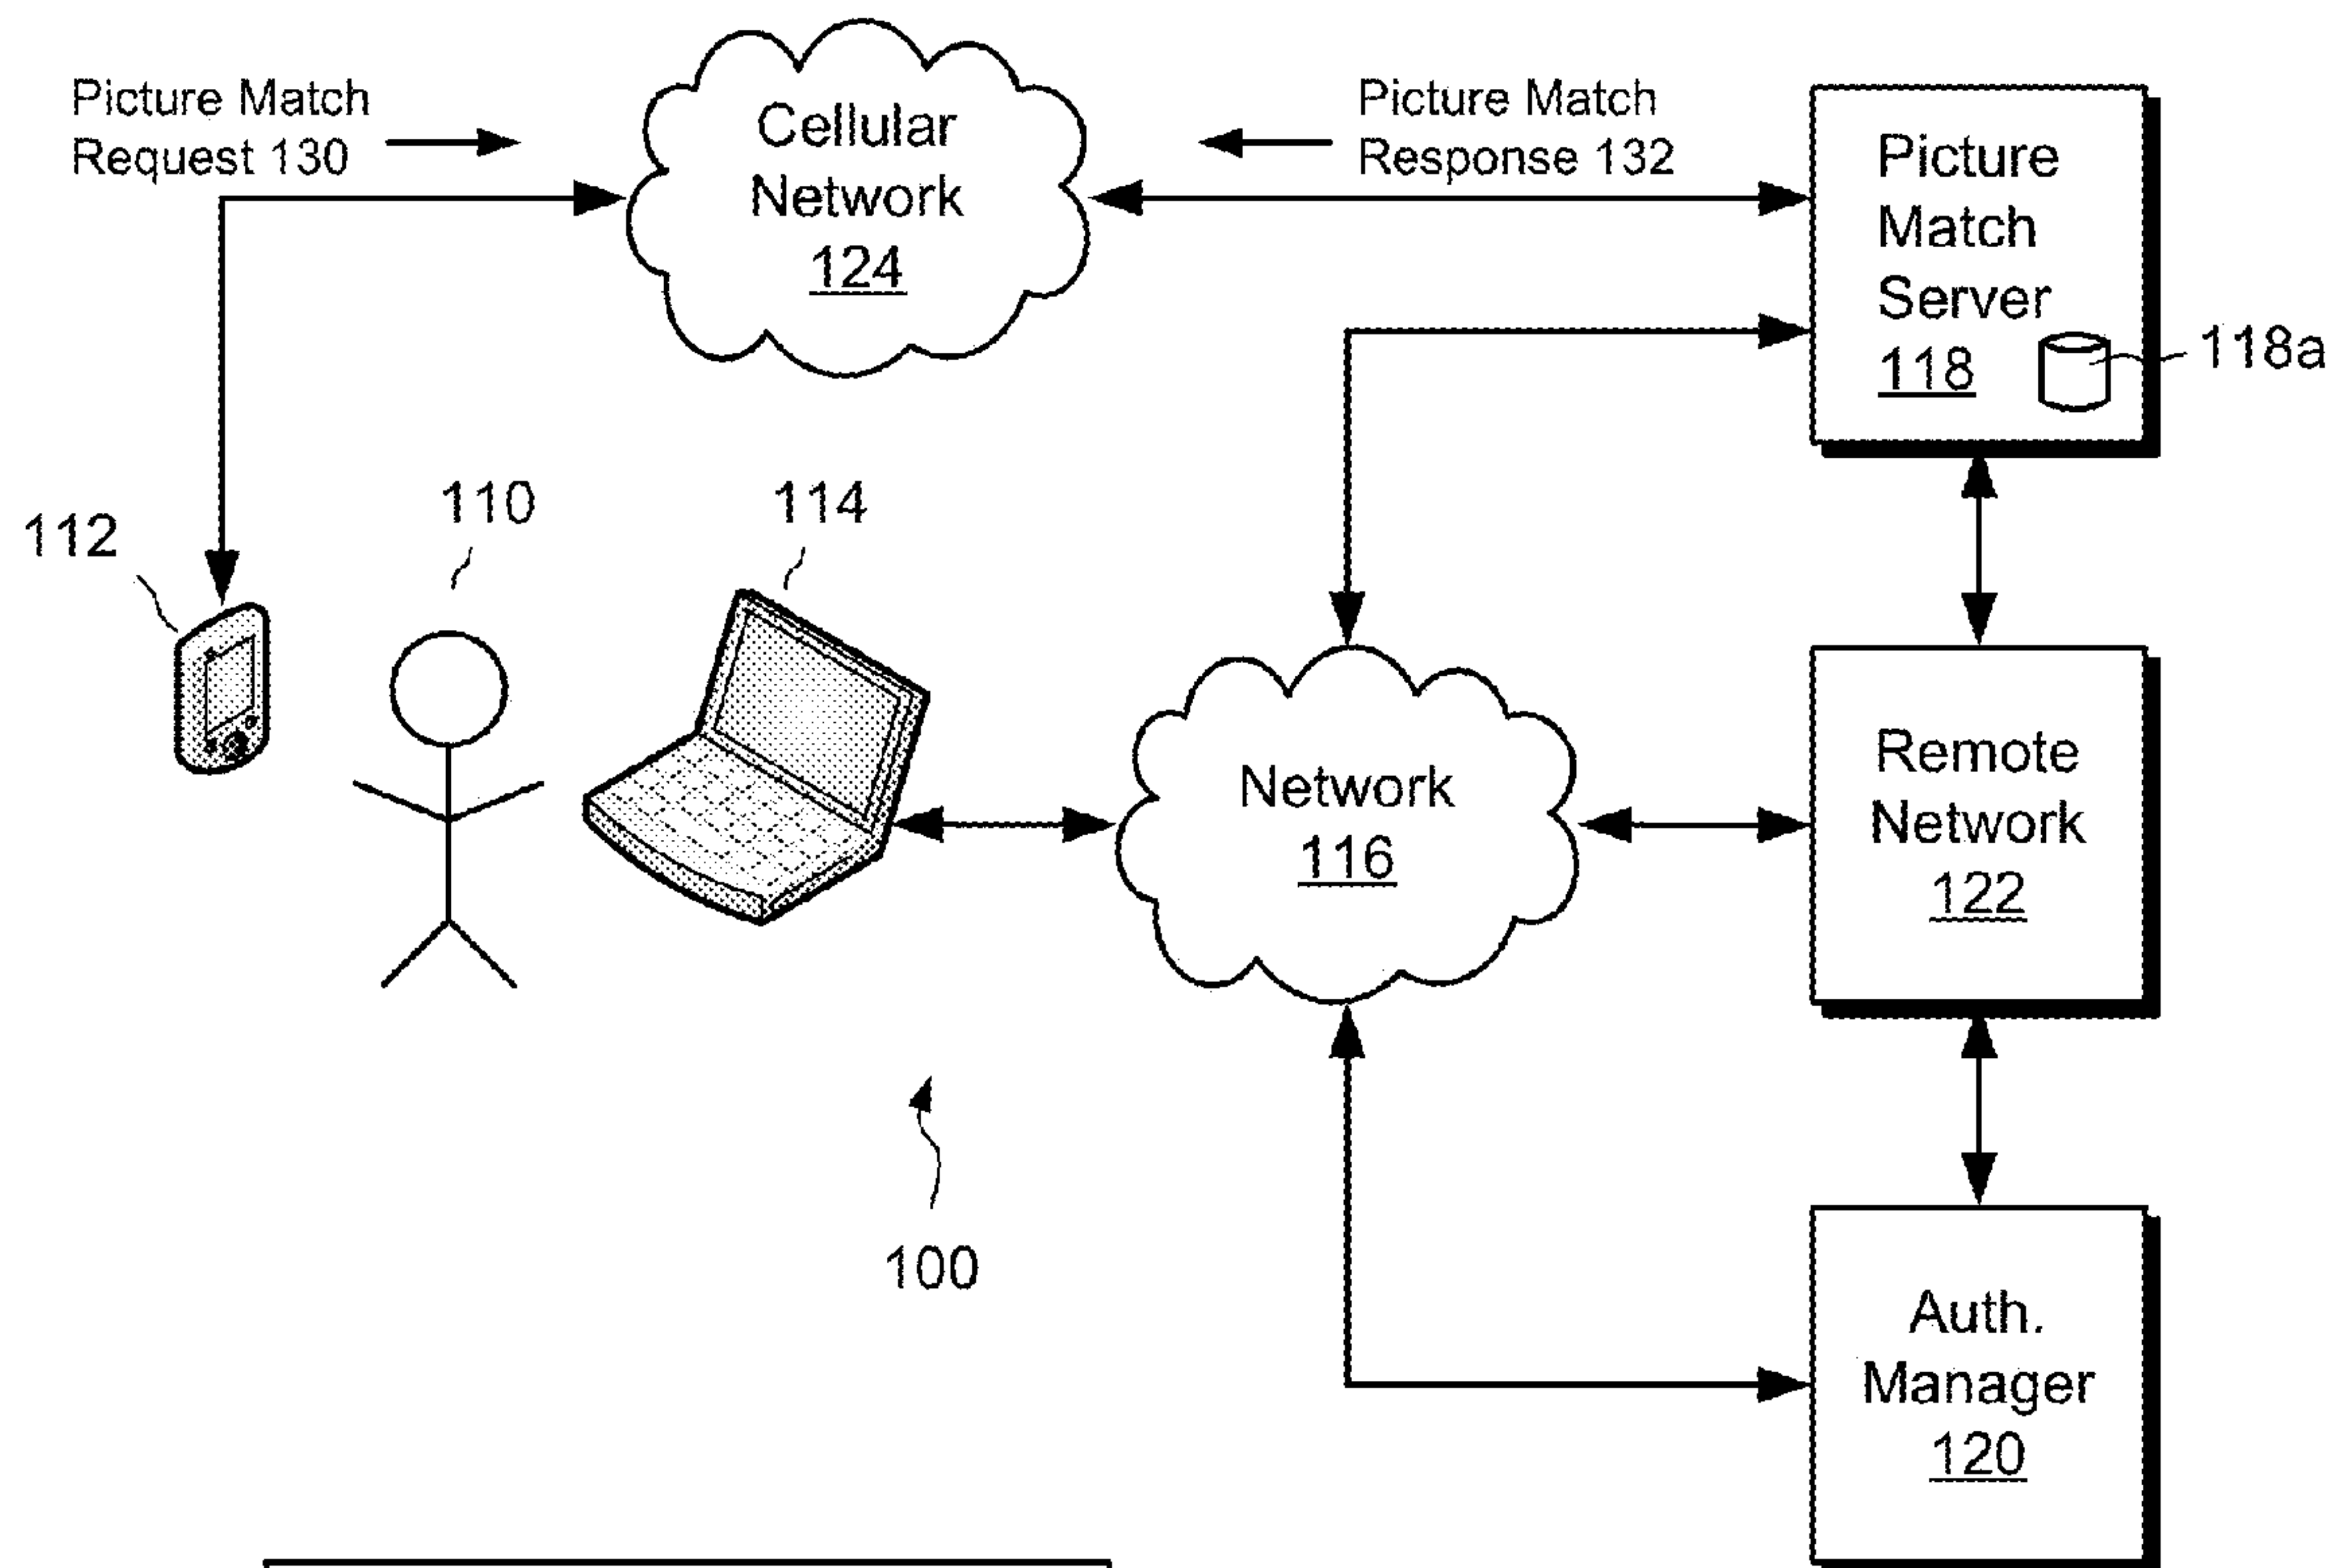 Picture Match
Request 130
Cellular
Network
124
Picture Match
Response 132
Picture
Match
Server
118
118a
112
110
114
Network
116
Remote
Network
122
100
Auth.
Manager
120